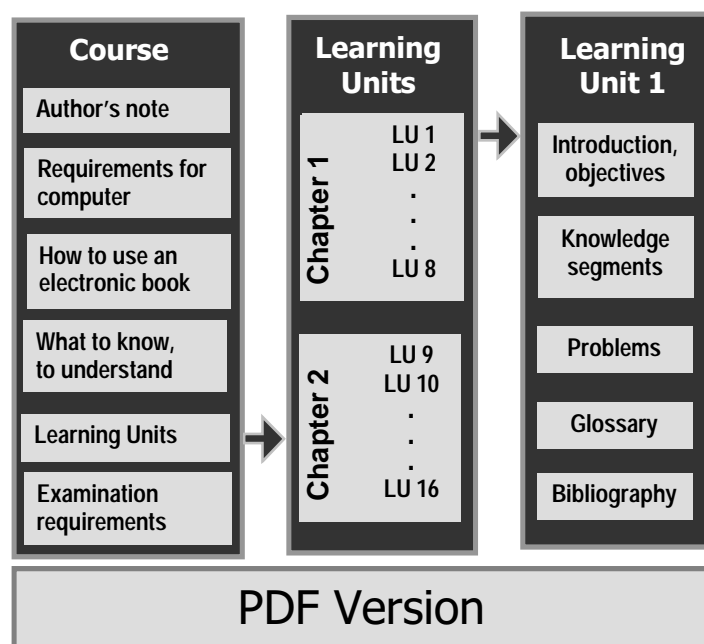 Course
Author's note
Requirements for
computer
How to use an
electronic book
What to know,
to understand
Learning Units
Examination
requirements
Learning
Units
Chapter 1
LU 1
LU 2
.
.
.
LU 8
Chapter 2
LU 9
LU 10
.
.
.
LU 16
Learning
Unit 1
Introduction,
objectives
Knowledge
segments
Problems
Glossary
Bibliography
PDF Version